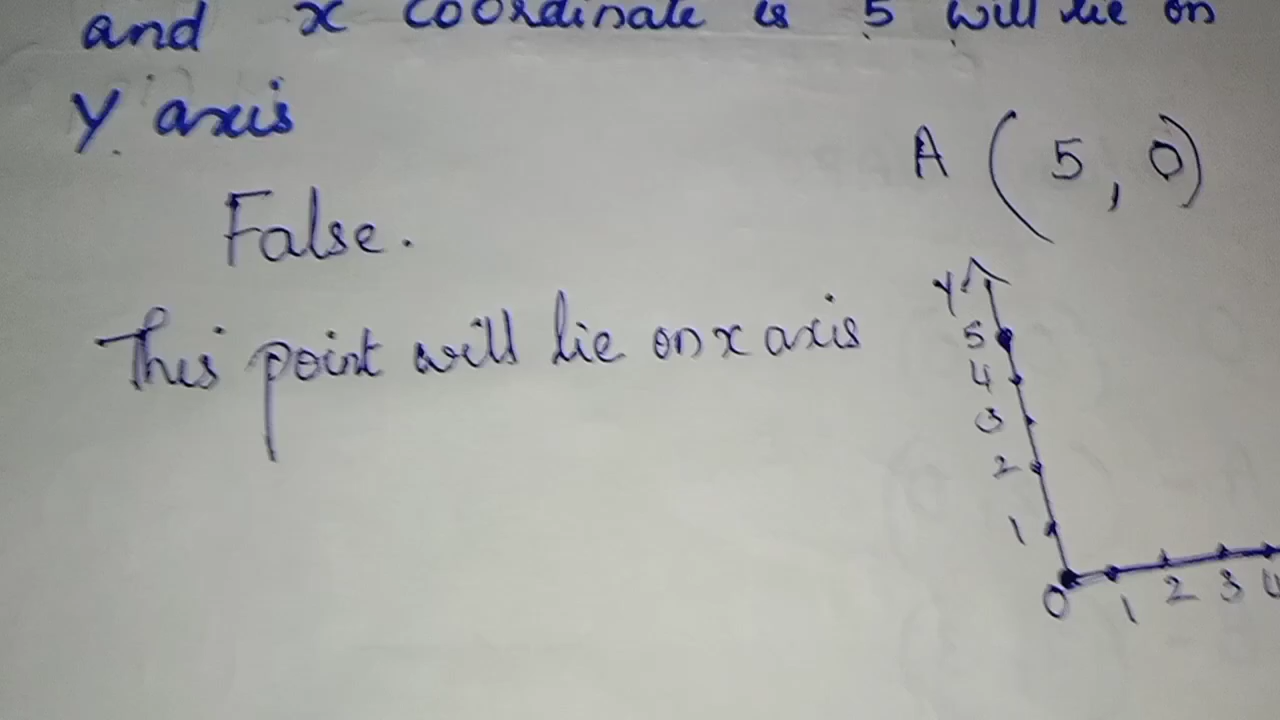 and x coordinate is 5 will lie on
Y axis
A (5, 0)
False.
This point will lie on x axis
Y
5
4
3
2
1
0
1 2 3 4